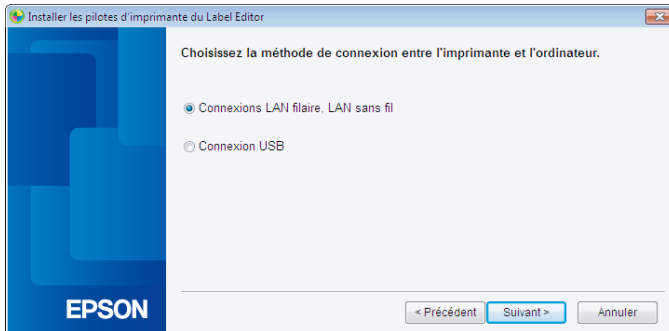 Installer les pilotes d'imprimante du Label Editor
Choisissez la méthode de connexion entre l'imprimante et l'ordinateur.
Connexions LAN filaire, LAN sans fil
Connexion USB
EPSON
< Précédent Suivant > Annuler